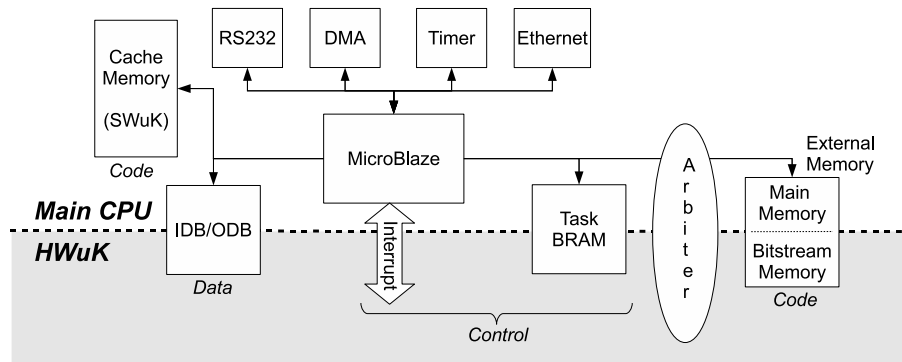 RS232
DMA
Timer
Ethernet
Cache
Memory
(SWuK)
Code
MicroBlaze
Arbiter
External
Memory
Main CPU
HWuK
IDB/ODB
Data
Interrupt
Task
BRAM
Control
Main
Memory
Bitstream
Memory
Code